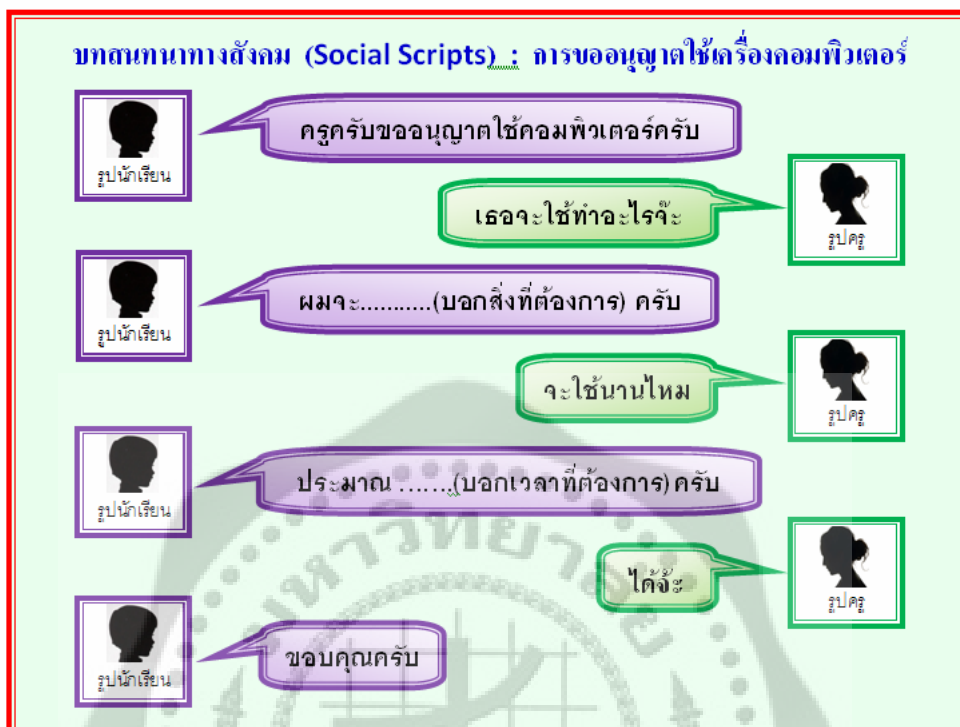 บทสนทนาทางสังคม (Social Scripts) : การขออนุญาตใช้เครื่องคอมพิวเตอร์
ครูครับขออนุญาตใช้คอมพิวเตอร์ครับ
รูปนักเรียน
เธอจะใช้ทำอะไรจ๊ะ
รูปครู
ผมจะ...........(บอกสิ่งที่ต้องการ) ครับ
รูปนักเรียน
จะใช้นานไหม
รูปครู
ประมาณ .......(บอกเวลาที่ต้องการ) ครับ
รูปนักเรียน
ได้จ้ะ
รูปครู
ขอบคุณครับ
รูปนักเรียน
มหาวิทยาลัย